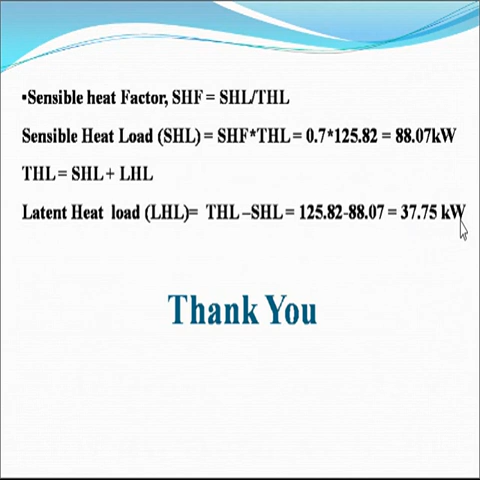 ▪Sensible heat Factor, SHF = SHL/THL
Sensible Heat Load (SHL) = SHF*THL = 0.7*125.82 = 88.07kW
THL = SHL + LHL
Latent Heat load (LHL)= THL –SHL = 125.82-88.07 = 37.75 kW
Thank You